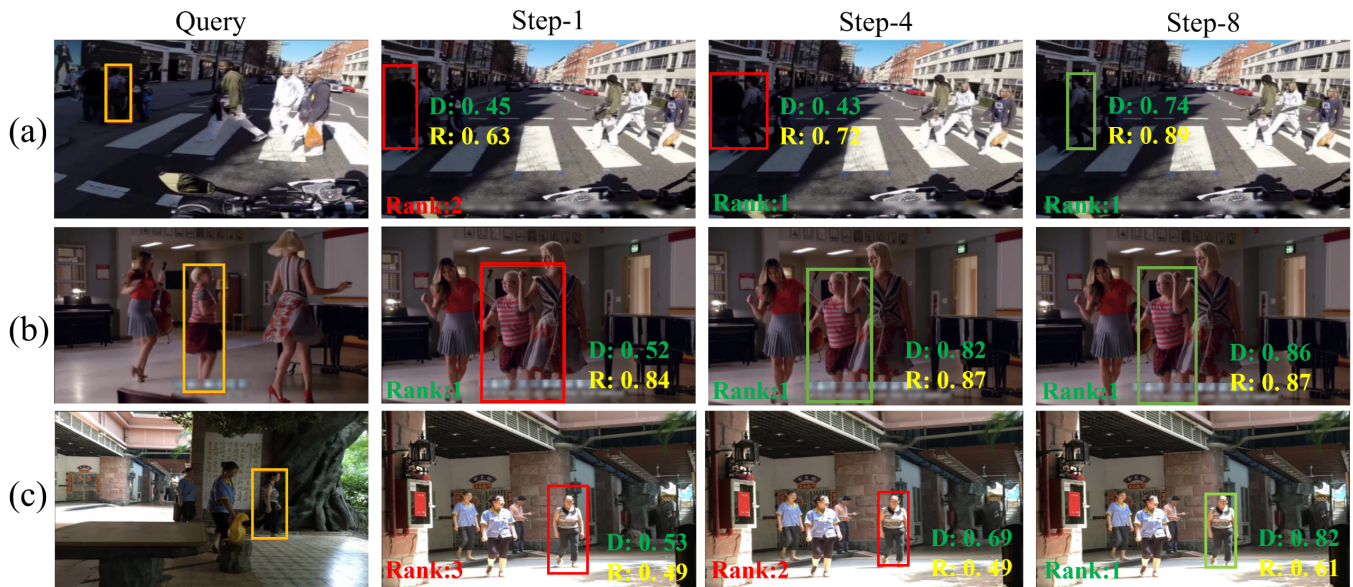 Query Step-1 Step-4 Step-8
(a)
D: 0.45
R: 0.63
Rank:2
D: 0.43
R: 0.72
Rank:1
D: 0.74
R: 0.89
Rank:1
(b)
D: 0.52
R: 0.84
Rank:1
D: 0.82
R: 0.87
Rank:1
D: 0.86
R: 0.87
Rank:1
(c)
D: 0.53
R: 0.49
Rank:3
D: 0.69
R: 0.49
Rank:2
D: 0.82
R: 0.61
Rank:1